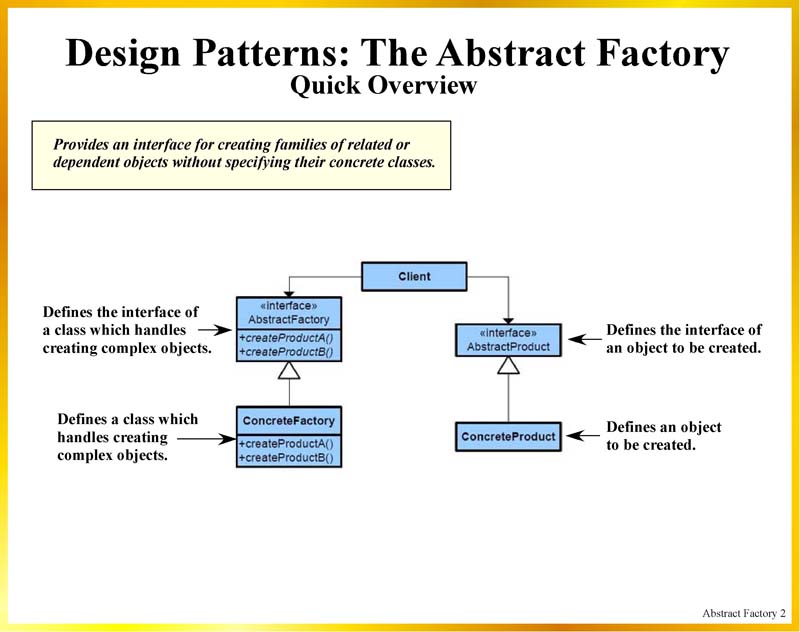 Design Patterns: The Abstract Factory
Quick Overview
Provides an interface for creating families of related or
dependent objects without specifying their concrete classes.
Client
Defines the interface of
a class which handles
creating complex objects.
«interface»
AbstractFactory
+createProductA()
+createProductB()
«interface»
AbstractProduct
Defines the interface of
an object to be created.
Defines a class which
handles creating
complex objects.
ConcreteFactory
+createProductA()
+createProductB()
ConcreteProduct
Defines an object
to be created.
Abstract Factory 2